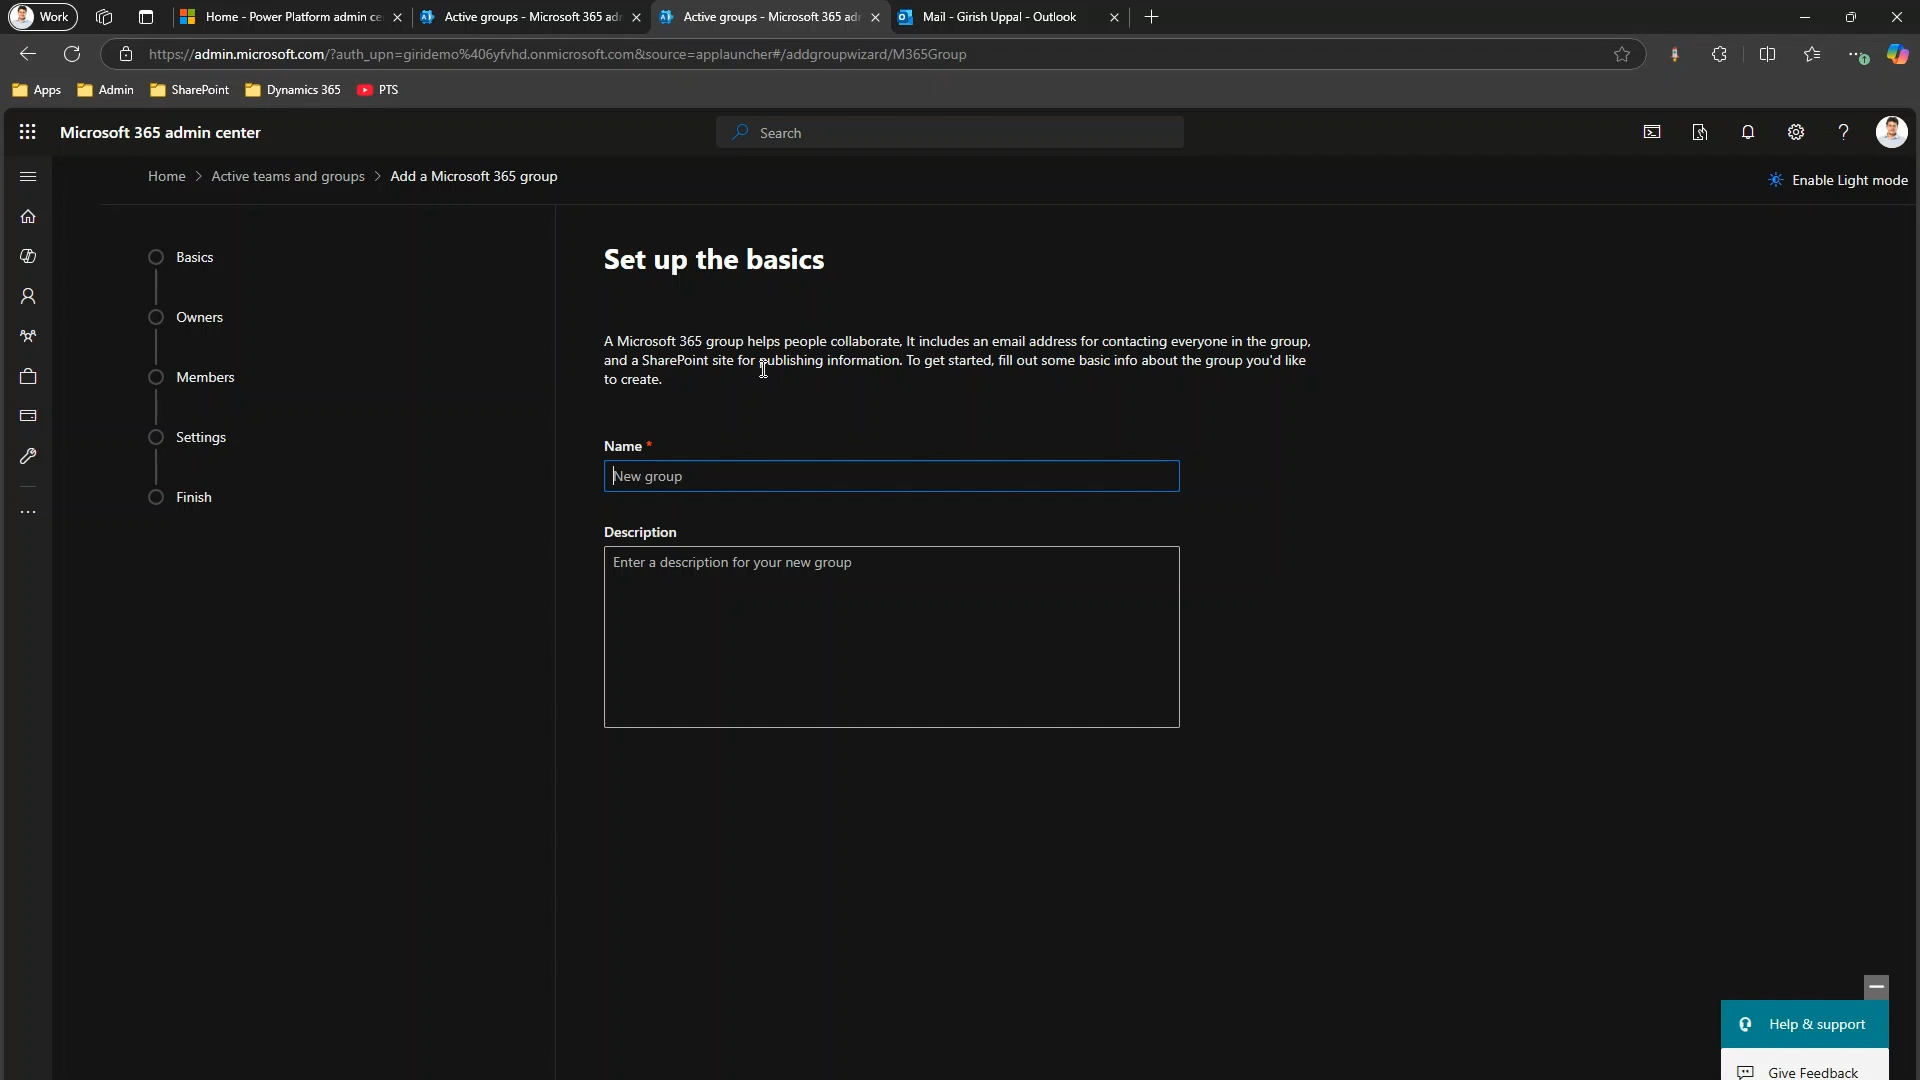 Work
Home - Power Platform admin ce
Active groups - Microsoft 365 ad
Active groups - Microsoft 365 ad
Mail - Girish Uppal - Outlook
https://admin.microsoft.com/?auth_upn=giridemo%406yfvhd.onmicrosoft.com&source=applauncher#/addgroupwizard/M365Group
Apps
Admin
SharePoint
Dynamics 365
PTS
Microsoft 365 admin center
Search
Home > Active teams and groups > Add a Microsoft 365 group
Enable Light mode
Basics
Owners
Members
Settings
Finish
Set up the basics
A Microsoft 365 group helps people collaborate, It includes an email address for contacting everyone in the group,
and a SharePoint site for publishing information. To get started, fill out some basic info about the group you'd like
to create.
Name *
New group
Description
Enter a description for your new group
Help & support
Give Feedback